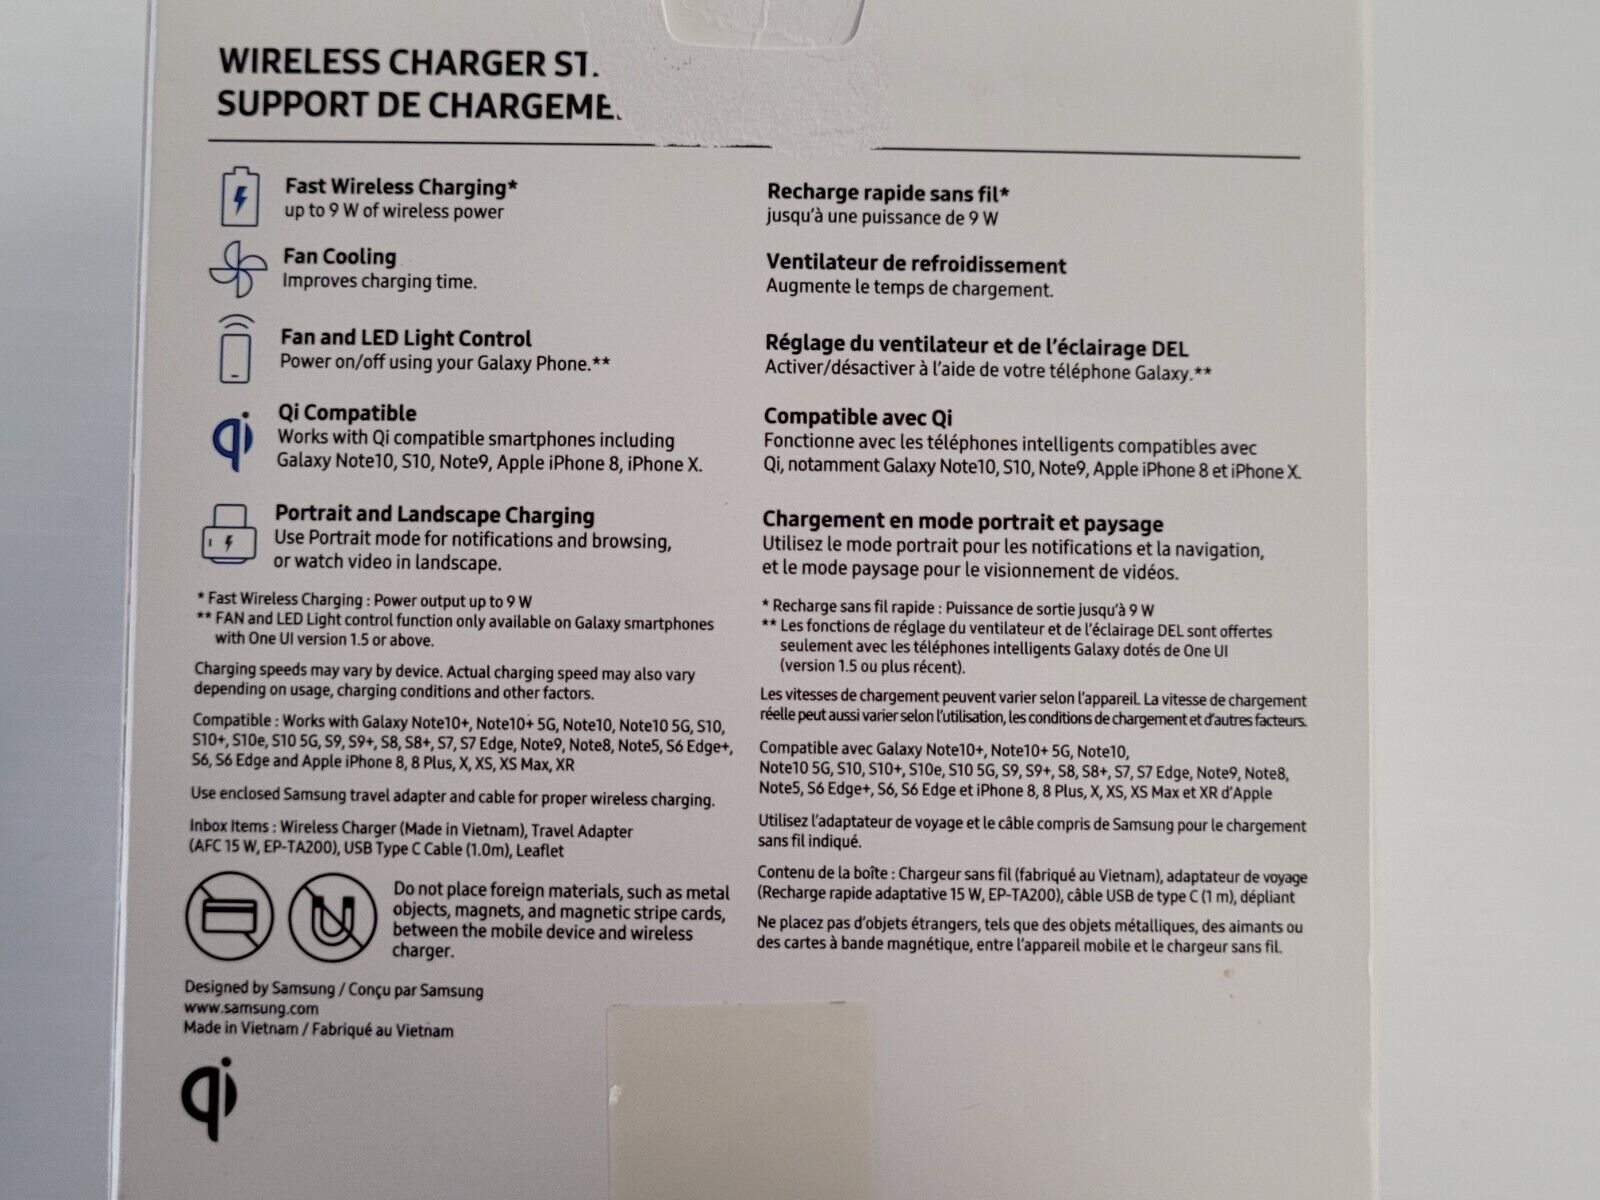 WIRELESS CHARGER ST
SUPPORT DE CHARGEME
Fast Wireless Charging*
up to 9 W of wireless power
Fan Cooling
Improves charging time.
Fan and LED Light Control
Power on/off using your Galaxy Phone.**
qi
Qi Compatible
Works with Qi compatible smartphones including
Galaxy Note10, S10, Note9, Apple iPhone 8, iPhone X.
Portrait and Landscape Charging
Use Portrait mode for notifications and browsing,
or watch video in landscape.
* Fast Wireless Charging : Power output up to 9 W
** FAN and LED Light control function only available on Galaxy smartphones
with One UI version 1.5 or above.
Charging speeds may vary by device. Actual charging speed may also vary
depending on usage, charging conditions and other factors.
Compatible : Works with Galaxy Note10+, Note10+ 5G, Note10, Note10 5G, S10,
S10+, S10e, S10 5G, S9, S9+, S8, S8+, S7, S7 Edge, Note9, Note8, Note5, S6 Edge+,
S6, S6 Edge and Apple iPhone 8, 8 Plus, X, XS, XS Max, XR
Use enclosed Samsung travel adapter and cable for proper wireless charging.
Inbox Items : Wireless Charger (Made in Vietnam), Travel Adapter
(AFC 15 W, EP-TA200), USB Type C Cable (1.0m), Leaflet
Do not place foreign materials, such as metal
objects, magnets, and magnetic stripe cards,
between the mobile device and wireless
charger.
Designed by Samsung / Conçu par Samsung
www.samsung.com
Made in Vietnam / Fabriqué au Vietnam
qi
Recharge rapide sans fil*
jusqu'à une puissance de 9 W
Ventilateur de refroidissement
Augmente le temps de chargement.
Réglage du ventilateur et de l'éclairage DEL
Activer/désactiver à l'aide de votre téléphone Galaxy.**
Compatible avec Qi
Fonctionne avec les téléphones intelligents compatibles avec
Qi, notamment Galaxy Note10, S10, Note9, Apple iPhone 8 et iPhone X.
Chargement en mode portrait et paysage
Utilisez le mode portrait pour les notifications et la navigation,
et le mode paysage pour le visionnement de vidéos.
* Recharge sans fil rapide : Puissance de sortie jusqu'à 9 W
** Les fonctions de réglage du ventilateur et de l'éclairage DEL sont offertes
seulement avec les téléphones intelligents Galaxy dotés de One UI
(version 1.5 ou plus récent).
Les vitesses de chargement peuvent varier selon l'appareil. La vitesse de chargement
réelle peut aussi varier selon l'utilisation, les conditions de chargement et d'autres facteurs.
Compatible avec Galaxy Note10+, Note10+ 5G, Note10,
Note10 5G, S10, S10+, S10e, S10 5G, S9, S9+, S8, S8+, S7, S7 Edge, Note9, Note8,
Note5, S6 Edge+, S6, S6 Edge et iPhone 8, 8 Plus, X, XS, XS Max et XR d'Apple
Utilisez l'adaptateur de voyage et le câble compris de Samsung pour le chargement
sans fil indiqué.
Contenu de la boîte : Chargeur sans fil (fabriqué au Vietnam), adaptateur de voyage
(Recharge rapide adaptative 15 W, EP-TA200), câble USB de type C (1 m), dépliant
Ne placez pas d'objets étrangers, tels que des objets métalliques, des aimants ou
des cartes à bande magnétique, entre l'appareil mobile et le chargeur sans fil.